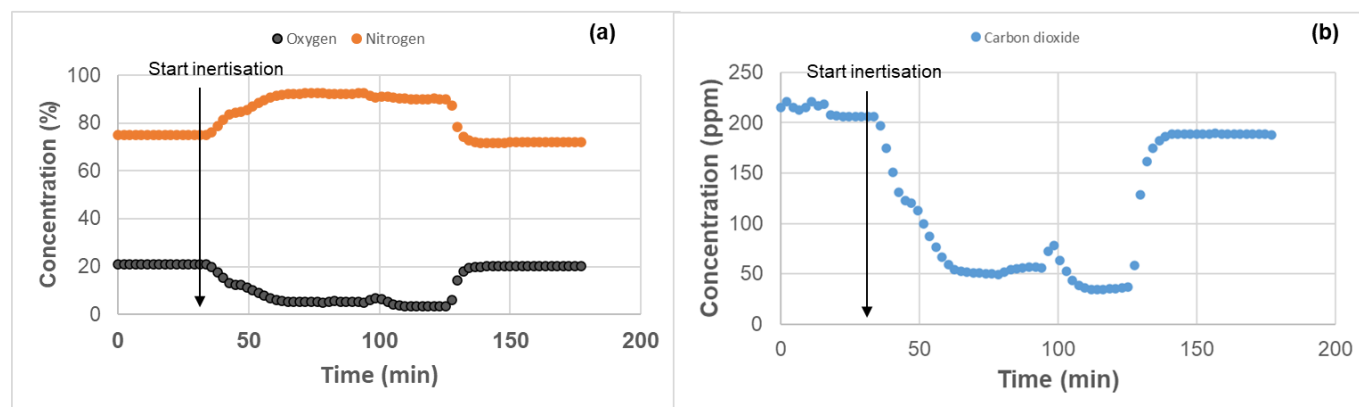 Oxygen Nitrogen
(a)
Start inertisation
100
80
60
40
20
0
Concentration (%)
0 50 100 150 200
Time (min)
Carbon dioxide
(b)
Start inertisation
250
200
150
100
50
0
Concentration (ppm)
0 50 100 150 200
Time (min)